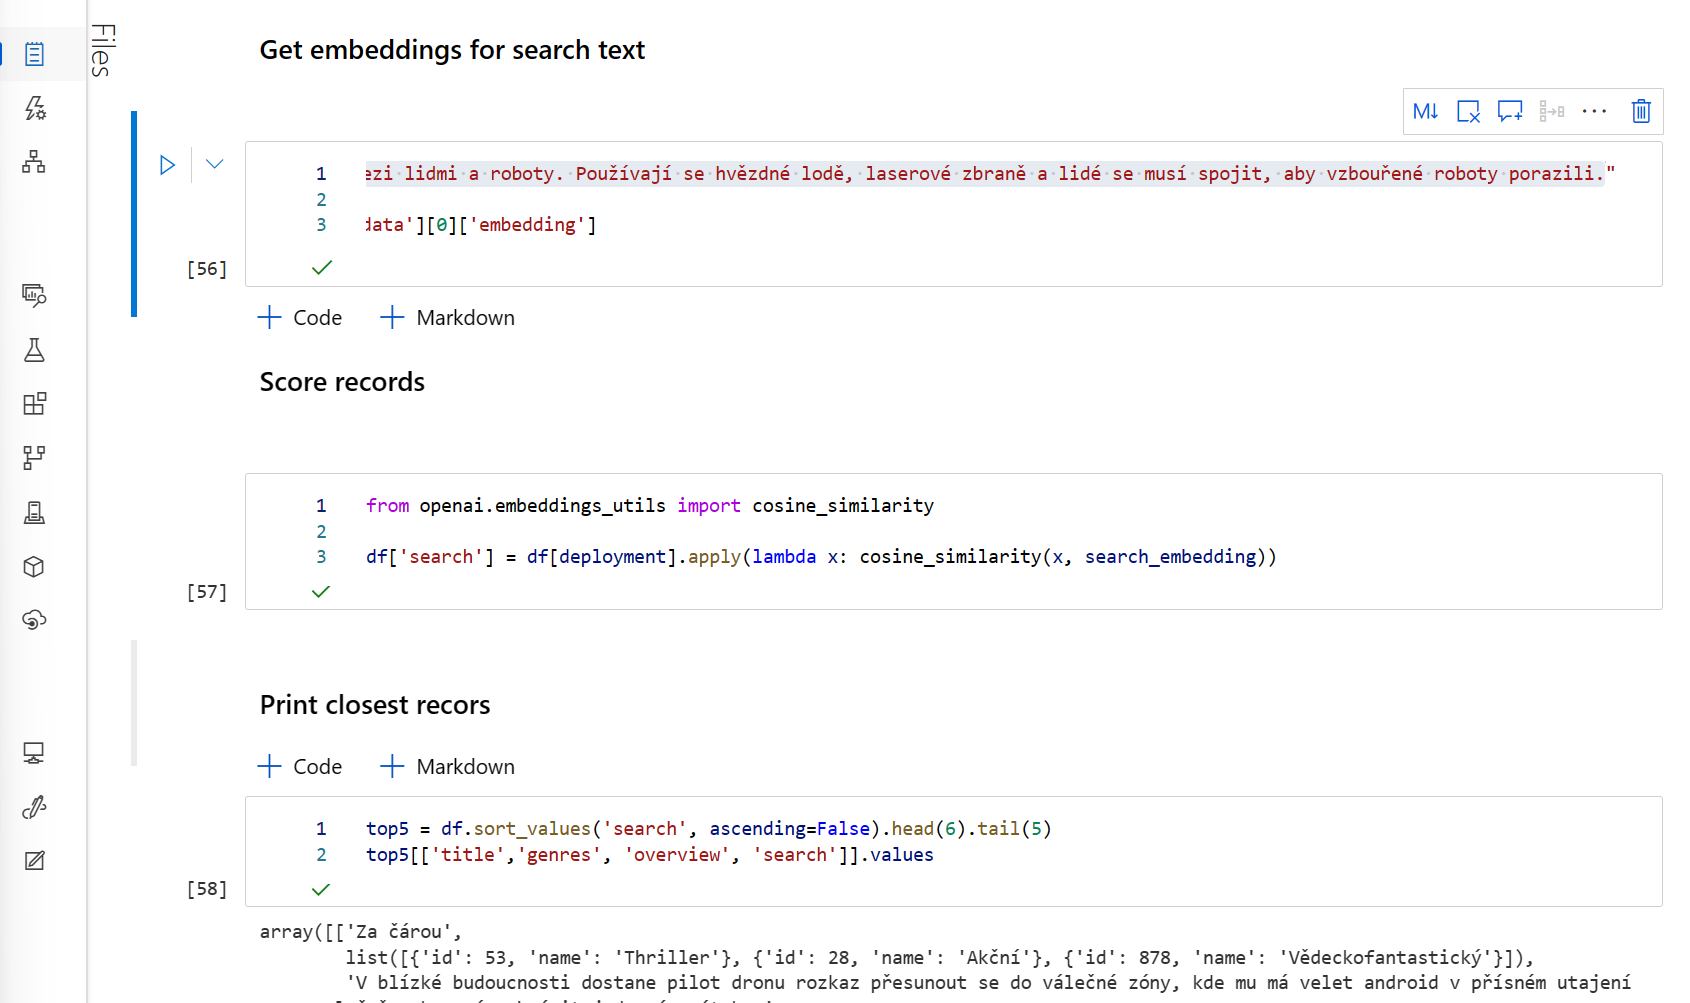 Files
Get embeddings for search text
M↓
1 ezi lidmi a roboty. Používají se hvězdné lodě, laserové zbraně a lidé se musí spojit, aby vzbouřené roboty porazili."
2
3 data'][0]['embedding']
[56]
Code Markdown
Score records
1 from openai.embeddings_utils import cosine_similarity
2
3 df['search'] = df[deployment].apply(lambda x: cosine_similarity(x, search_embedding))
[57]
Print closest recors
Code Markdown
1 top5 = df.sort_values('search', ascending=False).head(6).tail(5)
2 top5[['title','genres', 'overview', 'search']].values
[58]
array([['Za čárou',
list([{'id': 53, 'name': 'Thriller'}, {'id': 28, 'name': 'Akční'}, {'id': 878, 'name': 'Vědeckofantastický'}]),
'V blízké budoucnosti dostane pilot dronu rozkaz přesunout se do válečné zóny, kde mu má velet android v přísném utajení